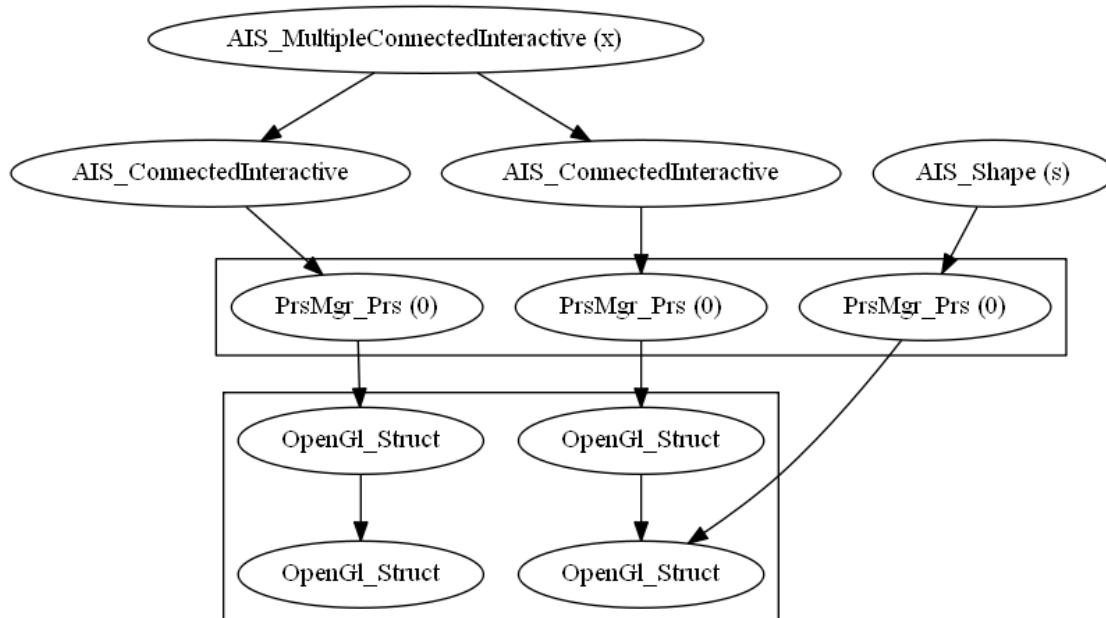 AIS_MultipleConnectedInteractive (x)
AIS_ConnectedInteractive
AIS_ConnectedInteractive
AIS_Shape (s)
PrsMgr_Prs (0)
PrsMgr_Prs (0)
PrsMgr_Prs (0)
OpenGl_Struct
OpenGl_Struct
OpenGl_Struct
OpenGl_Struct